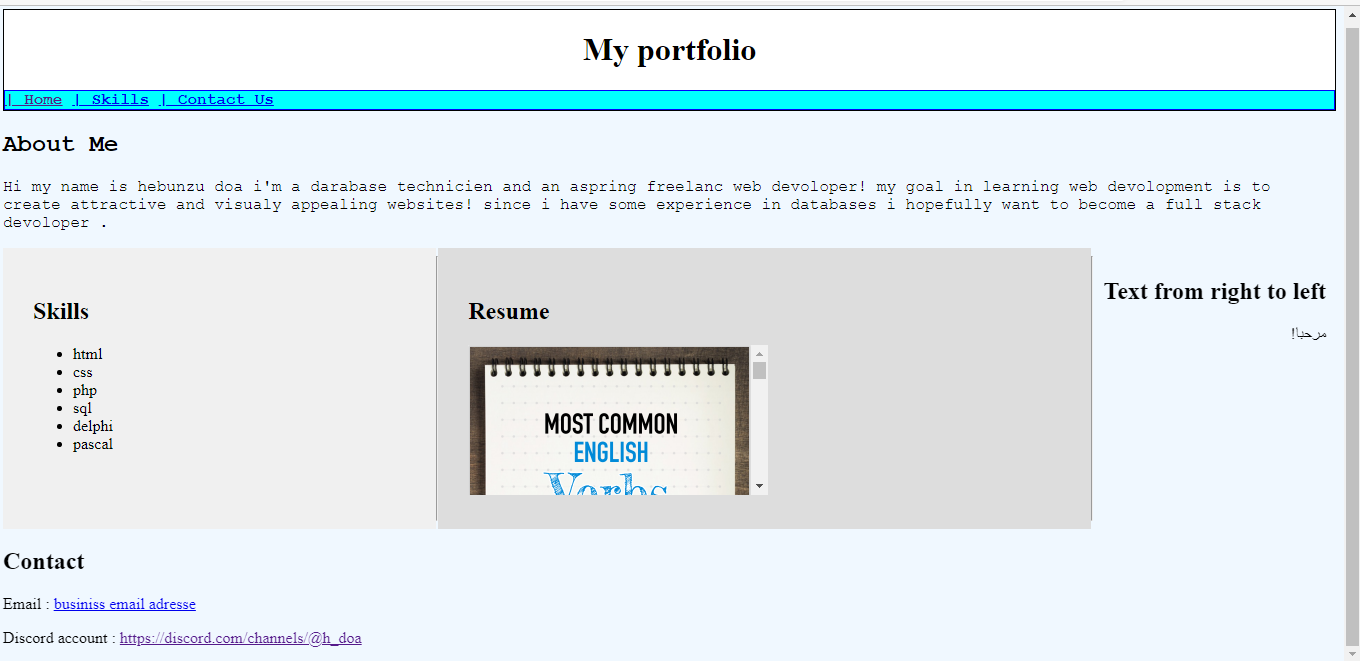 My portfolio
| Home | Skills | Contact Us
About Me
Hi my name is hebunzu doa i'm a darabase technicien and an aspring freelanc web devoloper! my goal in learning web devolopment is to
create attractive and visualy appealing websites! since i have some experience in databases i hopefully want to become a full stack
devoloper .
Skills
html
css
php
sql
delphi
pascal
Resume
MOST COMMON
ENGLISH
Verbs
Text from right to left
مرحبا!
Contact
Email : businiss email adresse
Discord account : https://discord.com/channels/@h_doa